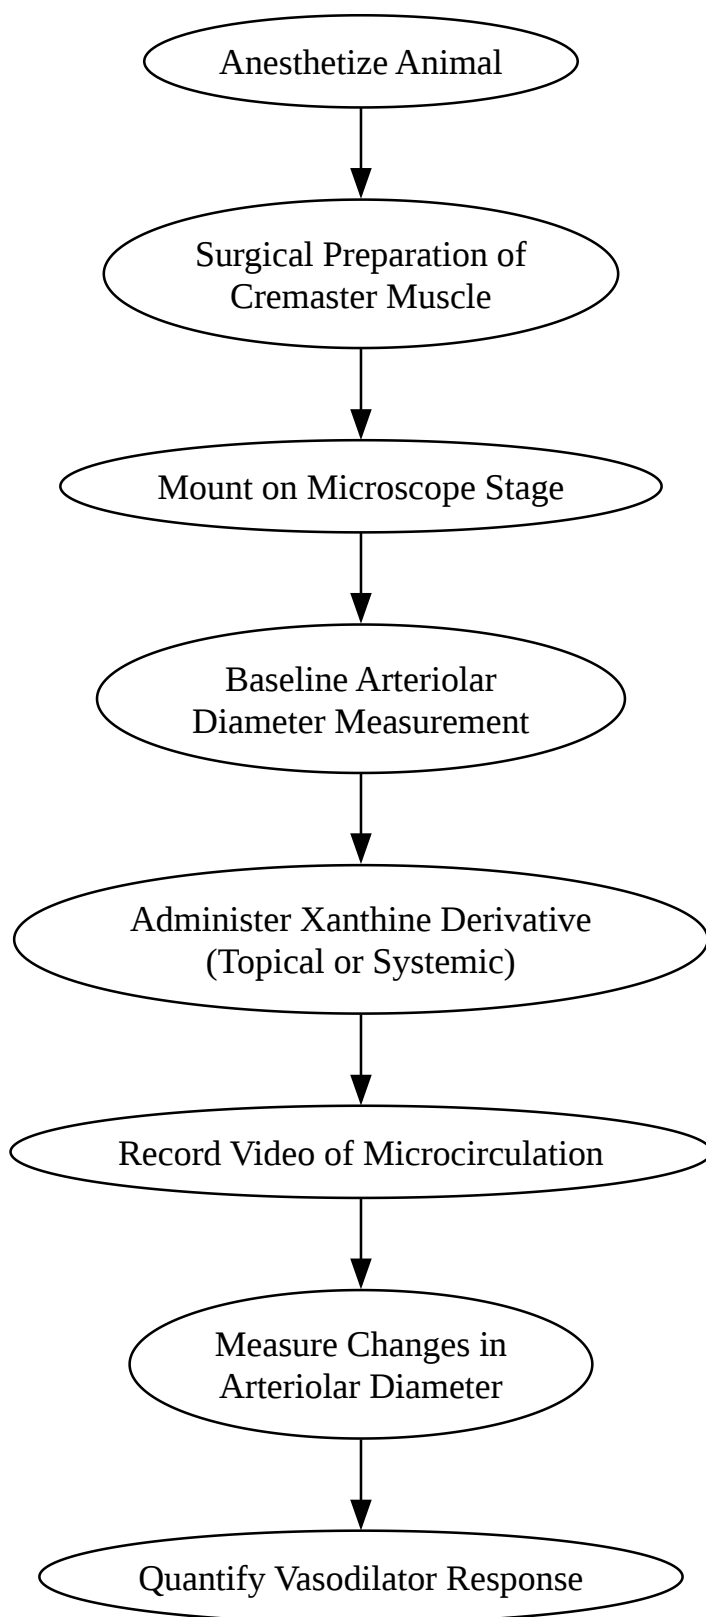 Anesthetize Animal
Surgical Preparation of
Cremaster Muscle
Mount on Microscope Stage
Baseline Arteriolar
Diameter Measurement
Administer Xanthine Derivative
(Topical or Systemic)
Record Video of Microcirculation
Measure Changes in
Arteriolar Diameter
Quantify Vasodilator Response